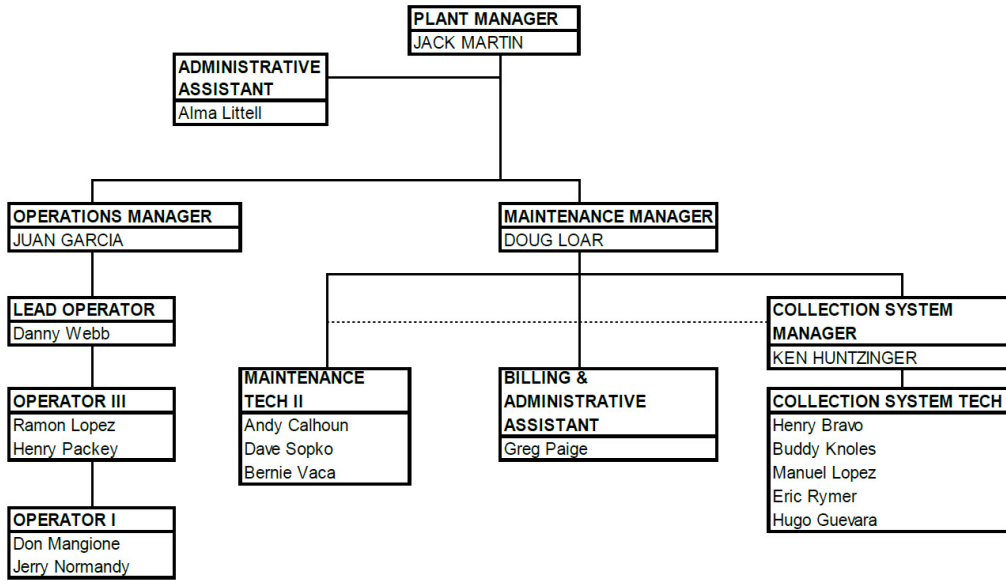 PLANT MANAGER
JACK MARTIN
ADMINISTRATIVE
ASSISTANT
Alma Littell
OPERATIONS MANAGER
JUAN GARCIA
MAINTENANCE MANAGER
DOUG LOAR
LEAD OPERATOR
Danny Webb
COLLECTION SYSTEM
MANAGER
KEN HUNTZINGER
OPERATOR III
Ramon Lopez
Henry Packey
MAINTENANCE
TECH II
Andy Calhoun
Dave Sopko
Bernie Vaca
BILLING &
ADMINISTRATIVE
ASSISTANT
Greg Paige
COLLECTION SYSTEM TECH
Henry Bravo
Buddy Knoles
Manuel Lopez
Eric Rymer
Hugo Guevara
OPERATOR I
Don Mangione
Jerry Normandy